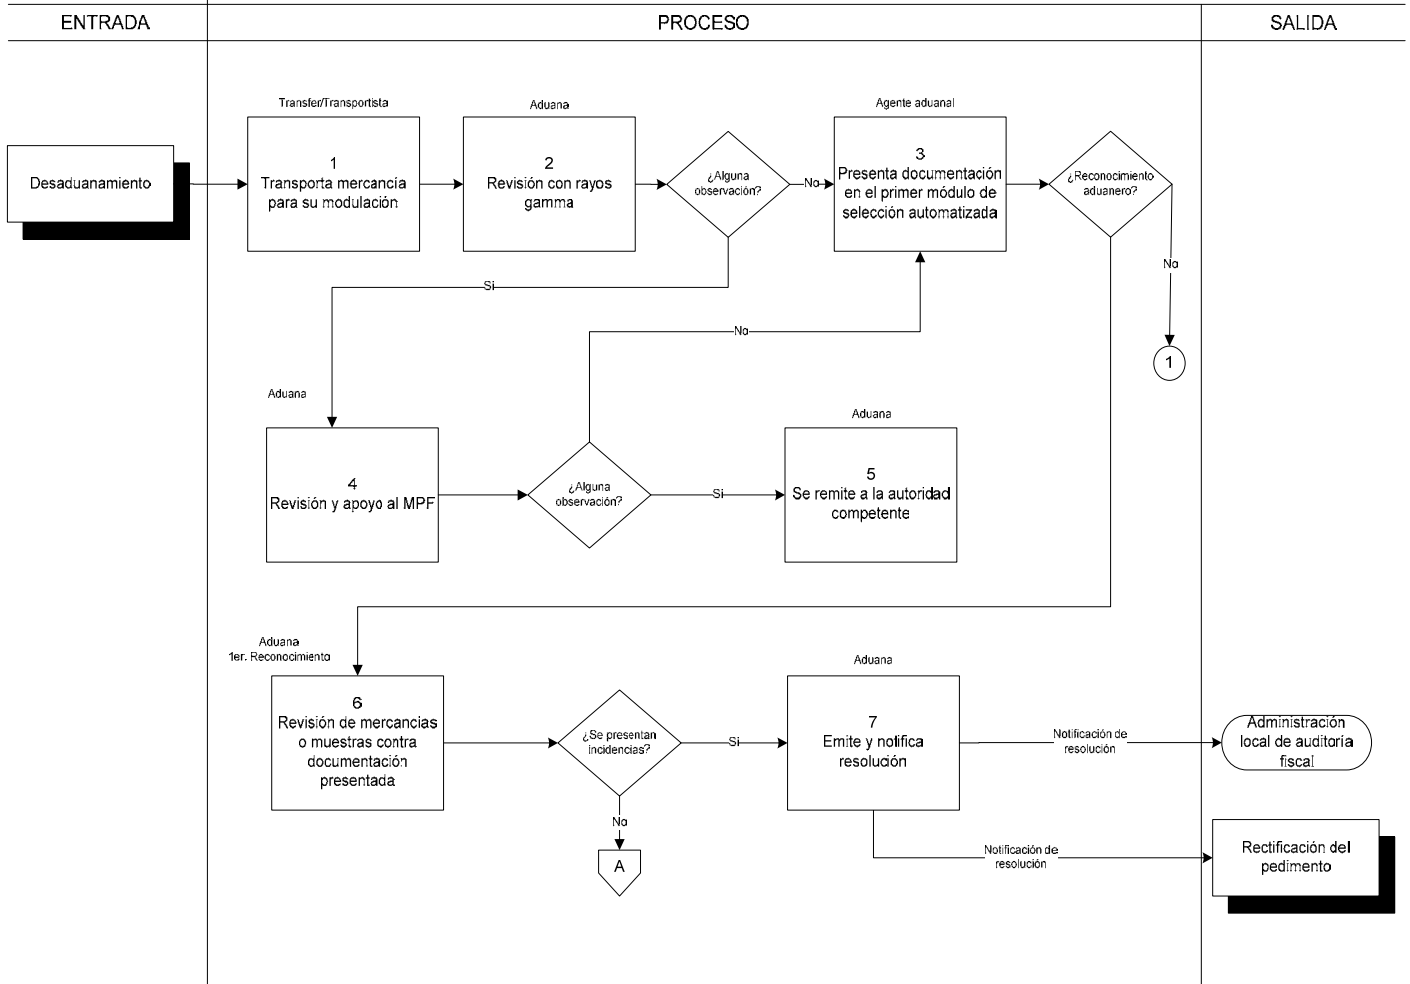 ENTRADA
PROCESO
SALIDA
Transfer/Transportista
Aduana
Agente aduanal
Desaduanamiento
1
Transporta mercancía
para su modulación
2
Revisión con rayos
gamma
¿Alguna
observación?
No
3
Presenta documentación
en el primer módulo de
selección automatizada
¿Reconocimiento
aduanero?
No
1
Si
No
Aduana
4
Revisión y apoyo al MPF
¿Alguna
observación?
Si
Aduana
5
Se remite a la autoridad
competente
Aduana
1er. Reconocimiento
6
Revisión de mercancias
o muestras contra
documentación
presentada
¿Se presentan
incidencias?
Si
No
A
Aduana
7
Emite y notifica
resolución
Notificación de
resolución
Administración
local de auditoría
fiscal
Notificación de
resolución
Rectificación del
pedimento